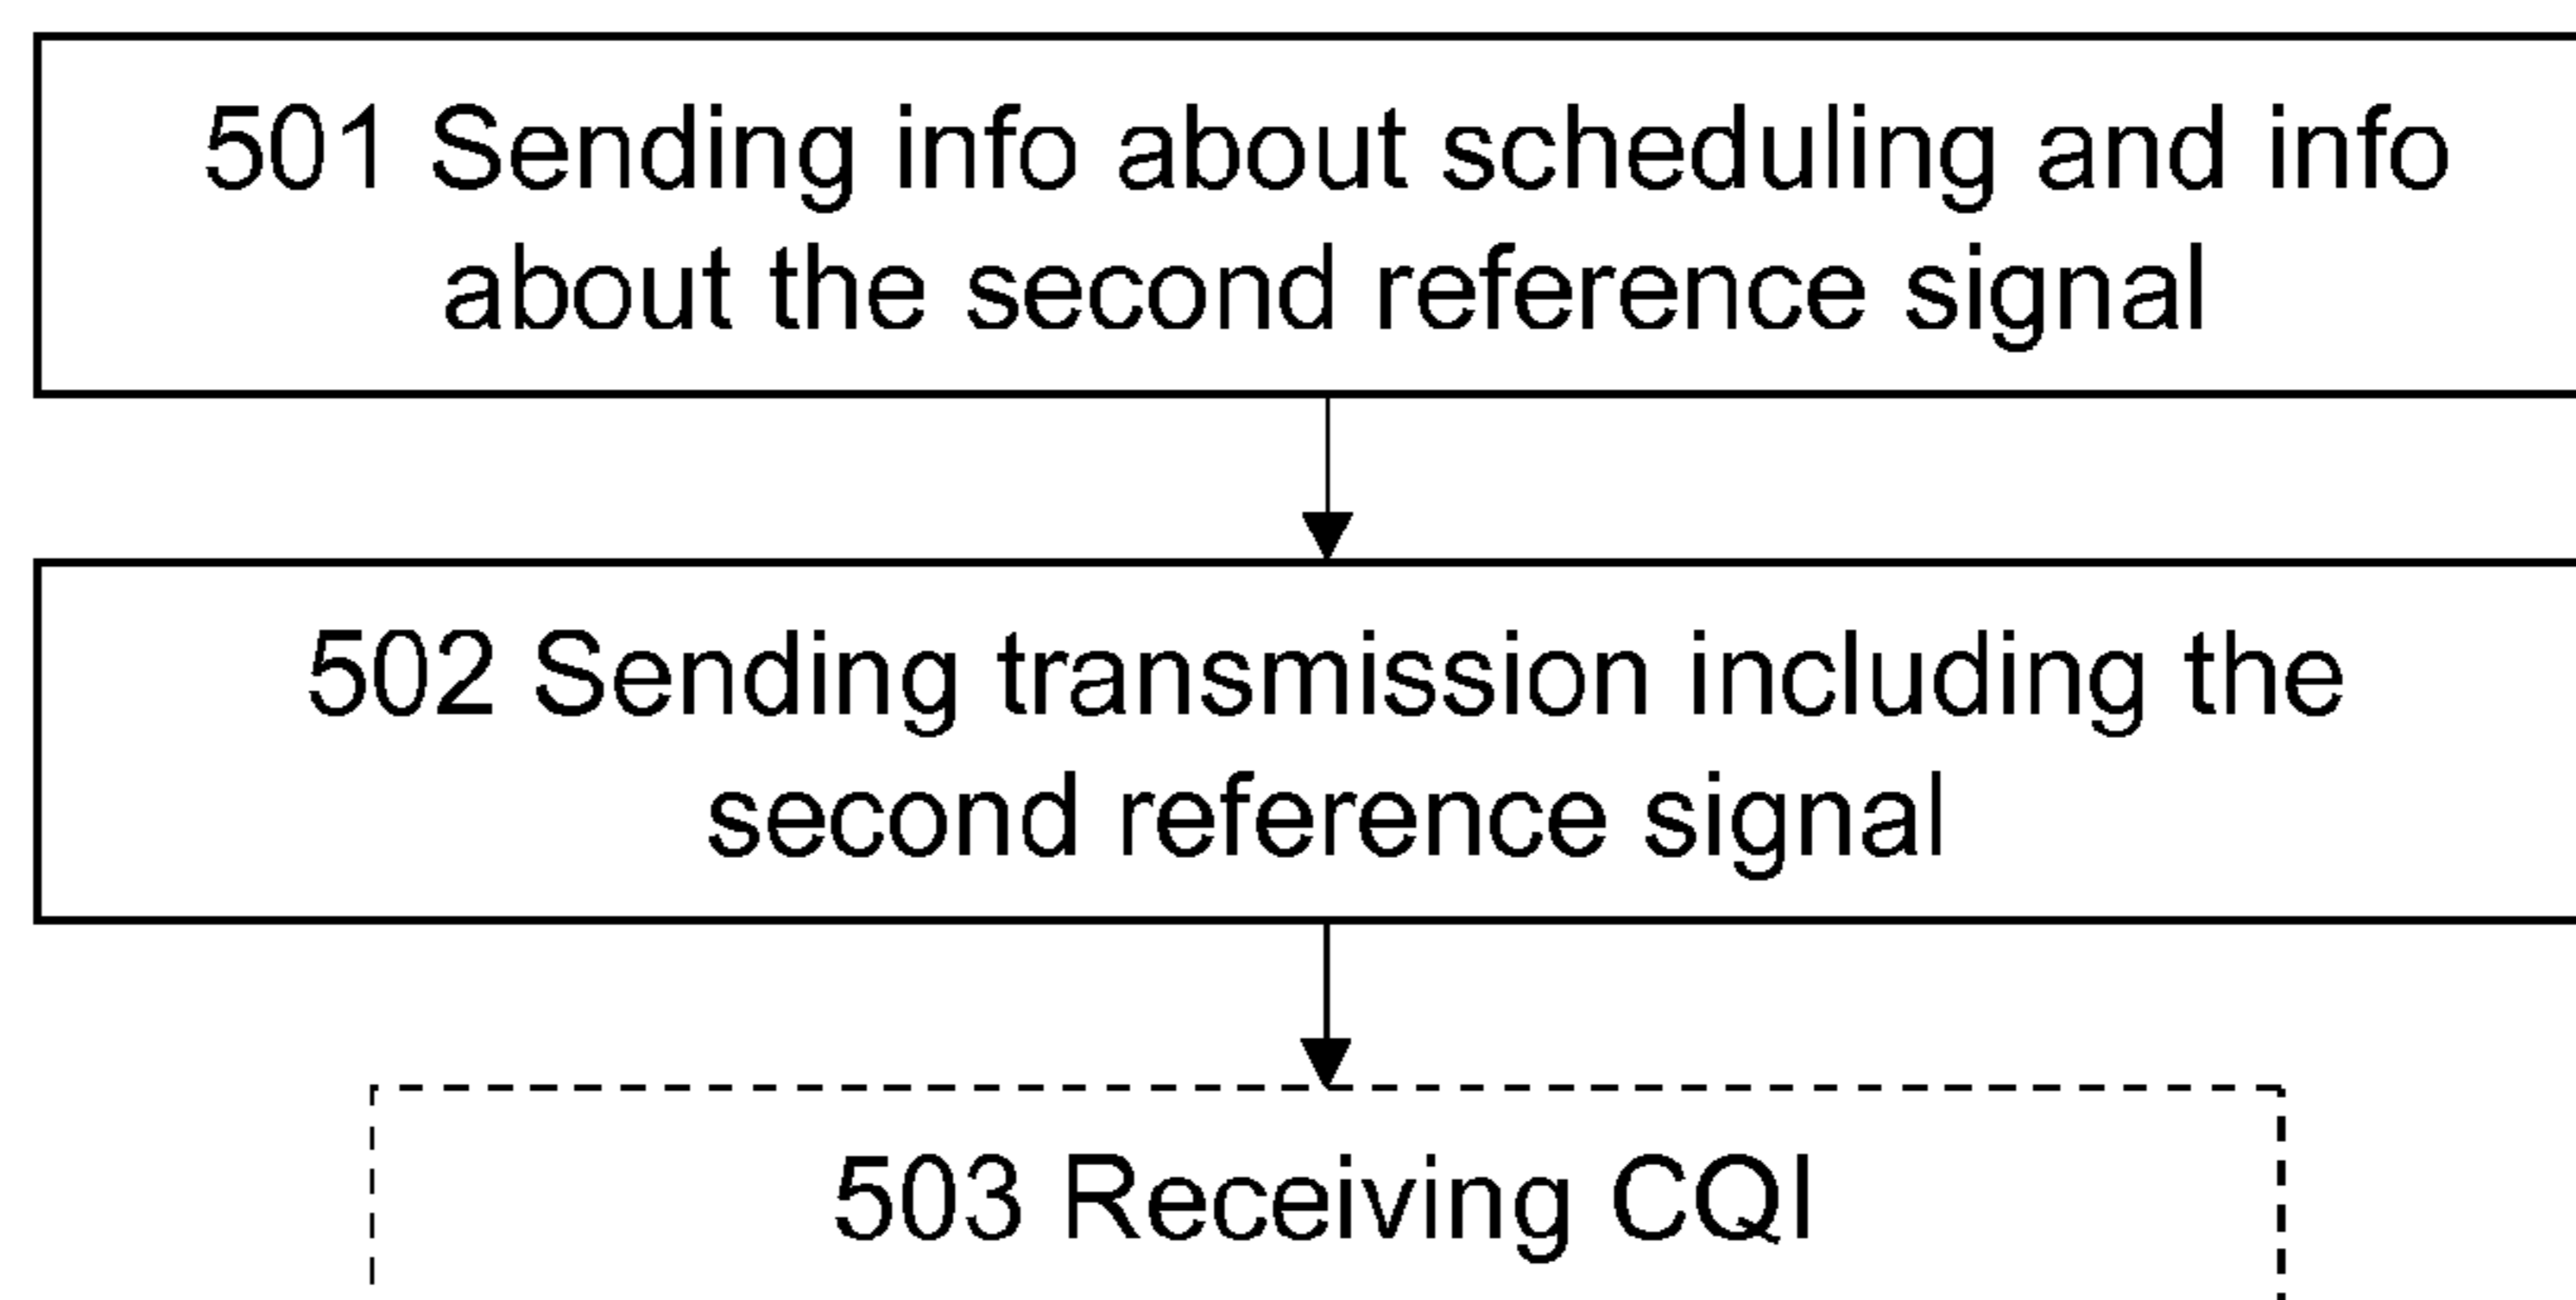 501 Sending info about scheduling and info
about the second reference signal
502 Sending transmission including the
second reference signal
503 Receiving CQI